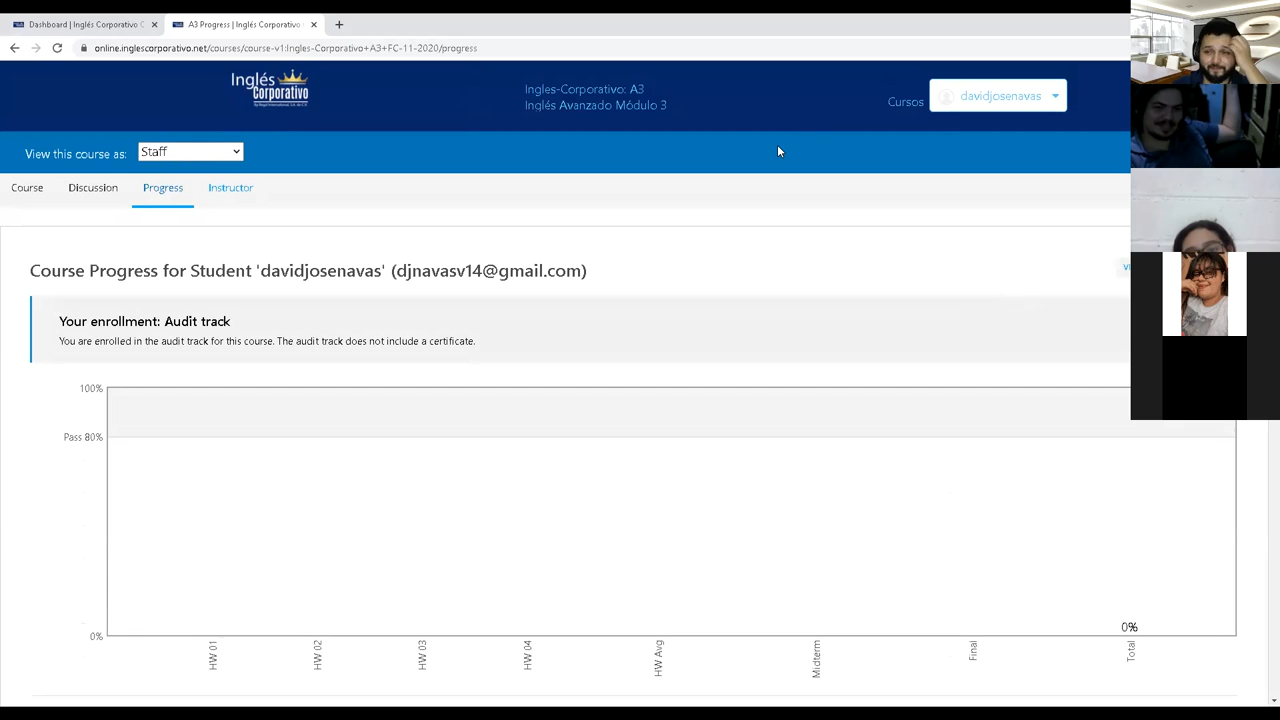 Dashboard | Inglés Corporativo C
A3 Progress | Inglés Corporativo
online.inglescorporativo.net/courses/course-v1:Ingles-Corporativo+A3+FC-11-2020/progress
Inglés
Corporativo
Ingles-Corporativo: A3
Inglés Avanzado Módulo 3
Cursos
davidjosenavas
View this course as:
Staff
Course
Discussion
Progress
Instructor
Course Progress for Student 'davidjosenavas' (djnavasv14@gmail.com)
Your enrollment: Audit track
You are enrolled in the audit track for this course. The audit track does not include a certificate.
100%
Pass 80%
0%
0%
HW 01
HW 02
HW 03
HW 04
HW Avg
Midterm
Final
Total